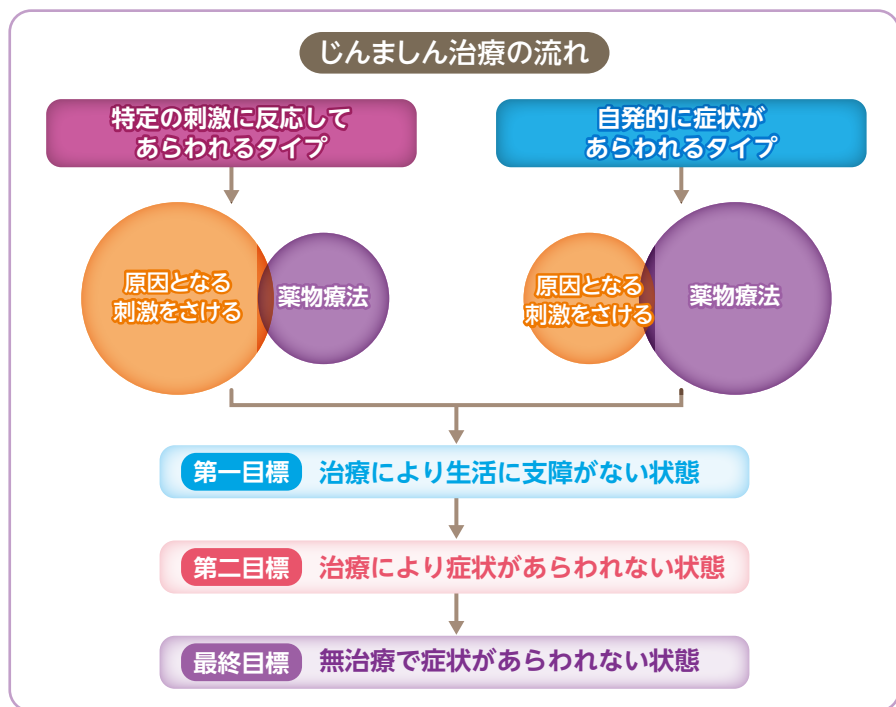 じんましん治療の流れ
特定の刺激に反応して
あらわれるタイプ
自発的に症状が
あらわれるタイプ
原因となる
刺激をさける
薬物療法
原因となる
刺激をさける
薬物療法
第一目標 治療により生活に支障がない状態
第二目標 治療により症状があらわれない状態
最終目標 無治療で症状があらわれない状態